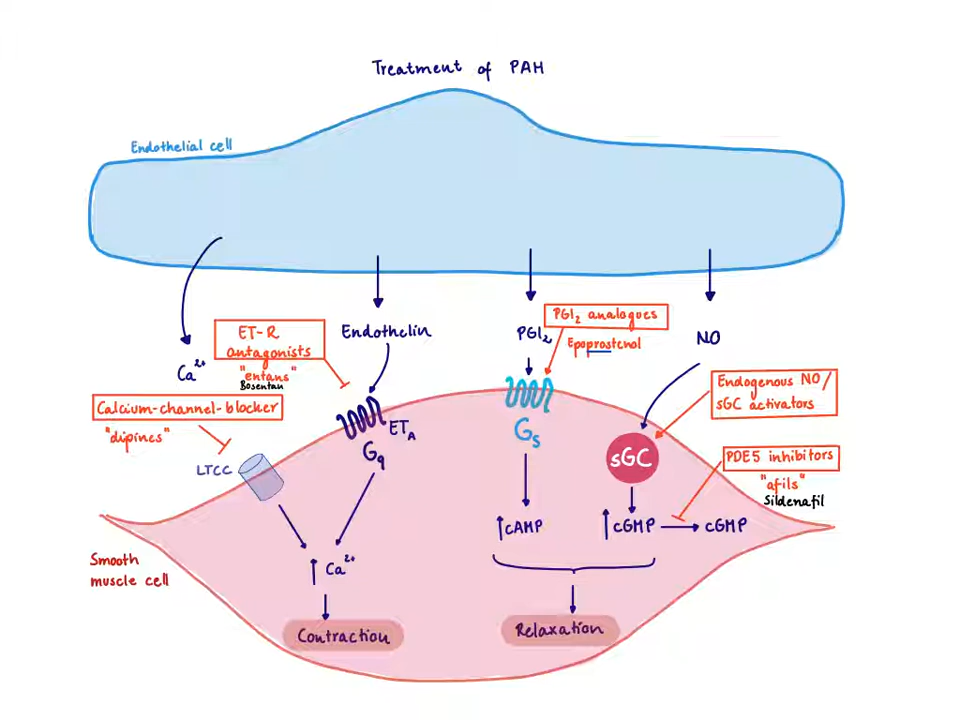 Treatment of PAH
Endothelial cell
Ca²⁺
ET-R
antagonists
"entans"
Bosentan
Endothelin
PGI₂
PGI₂ analogues
Epoprostenol
NO
Endogenous NO/
sGC activators
Calcium-channel-blocker
"dipines"
LTCC
ET_A
Gq
Gs
sGC
PDE5 inhibitors
"afils"
Sildenafil
↑cAMP
↑cGMP
cGMP
Smooth
muscle cell
↑ Ca²⁺
Contraction
Relaxation